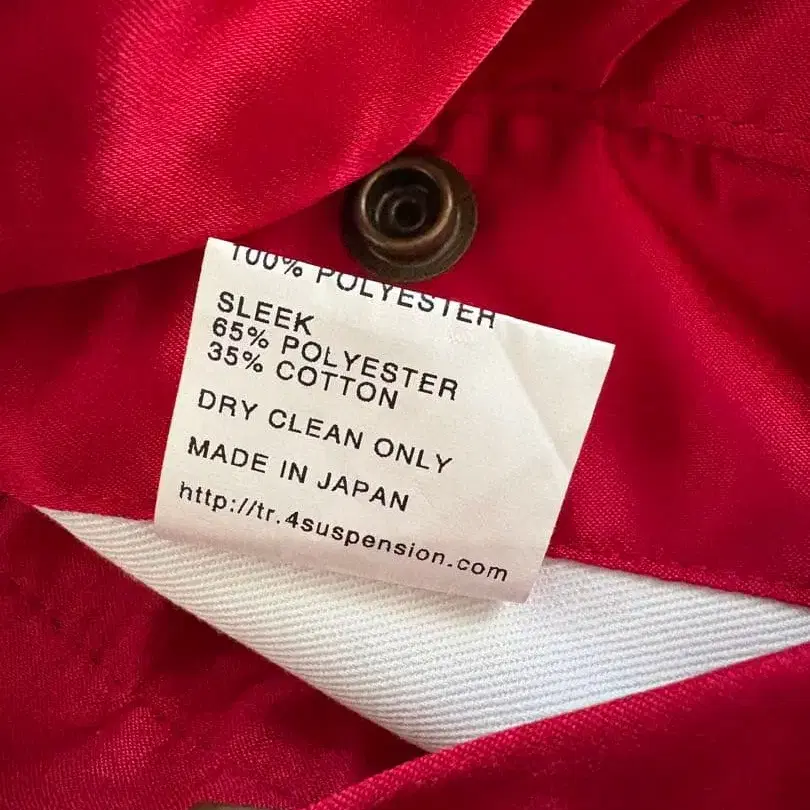 100% POLYESTER
SLEEK
65% POLYESTER
35% COTTON
DRY CLEAN ONLY
MADE IN JAPAN
http://tr.4suspension.com